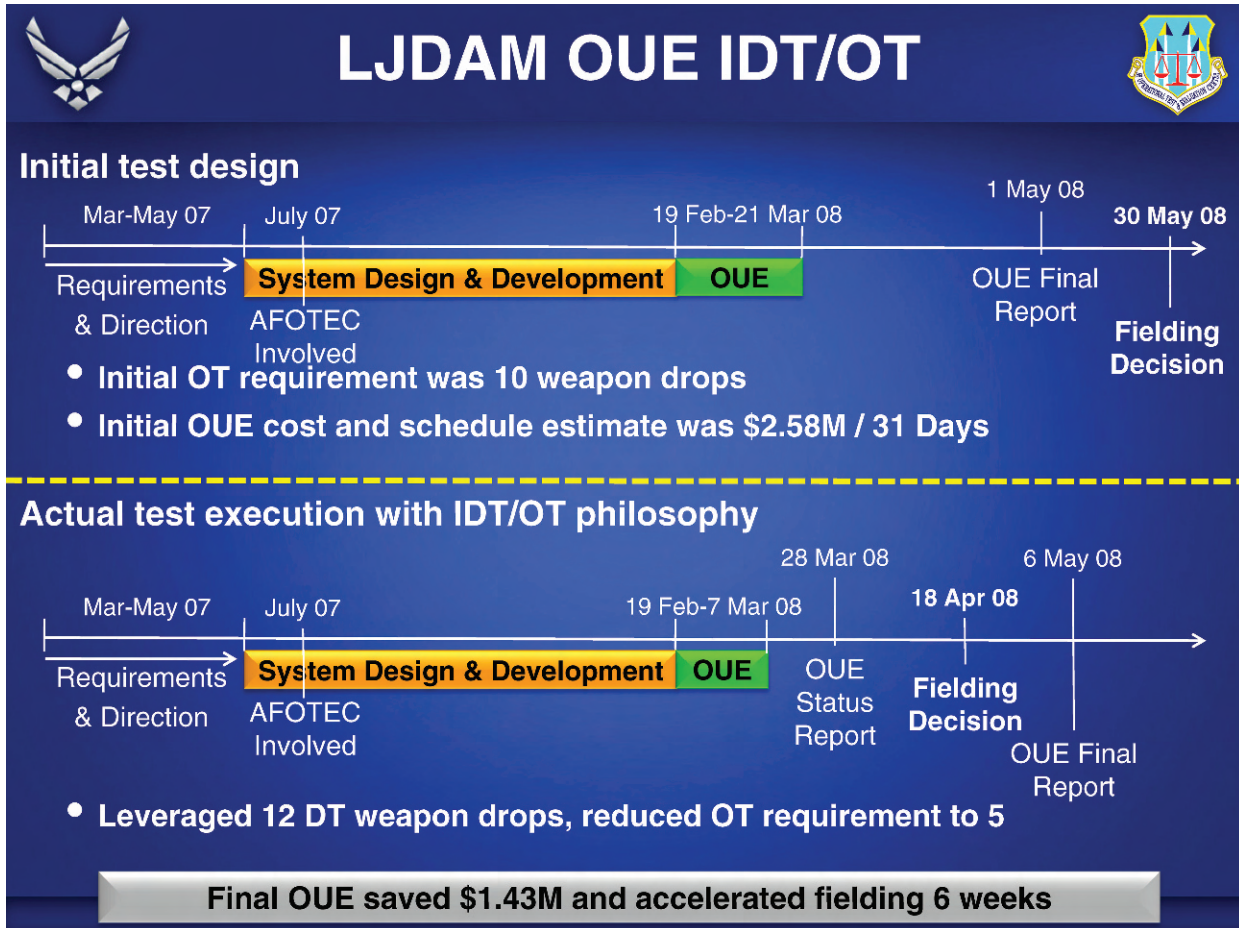 LJDAM OUE IDT/OT
Initial test design
Mar-May 07
July 07
19 Feb-21 Mar 08
1 May 08
30 May 08
Requirements
& Direction
System Design & Development
OUE
AFOTEC
Involved
OUE Final
Report
Fielding
Decision
• Initial OT requirement was 10 weapon drops
• Initial OUE cost and schedule estimate was $2.58M / 31 Days
Actual test execution with IDT/OT philosophy
Mar-May 07
July 07
19 Feb-7 Mar 08
28 Mar 08
18 Apr 08
6 May 08
Requirements
& Direction
System Design & Development
OUE
AFOTEC
Involved
OUE
Status
Report
Fielding
Decision
OUE Final
Report
• Leveraged 12 DT weapon drops, reduced OT requirement to 5
Final OUE saved $1.43M and accelerated fielding 6 weeks